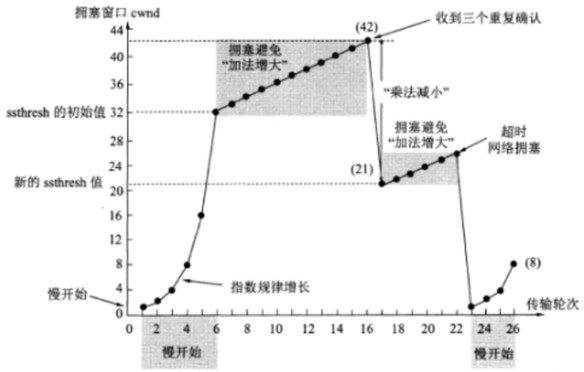 拥塞窗口 cwnd
44
40
36
32
28
24
20
16
12
8
4
0
ssthresh 的初始值
新的 ssthresh 值
慢开始
拥塞避免
“加法增大”
(42)
收到三个重复确认
“乘法减小”
拥塞避免
“加法增大”
(21)
超时
网络拥塞
指数规律增长
(8)
传输轮次
0 2 4 6 8 10 12 14 16 18 20 22 24 26
慢开始
慢开始